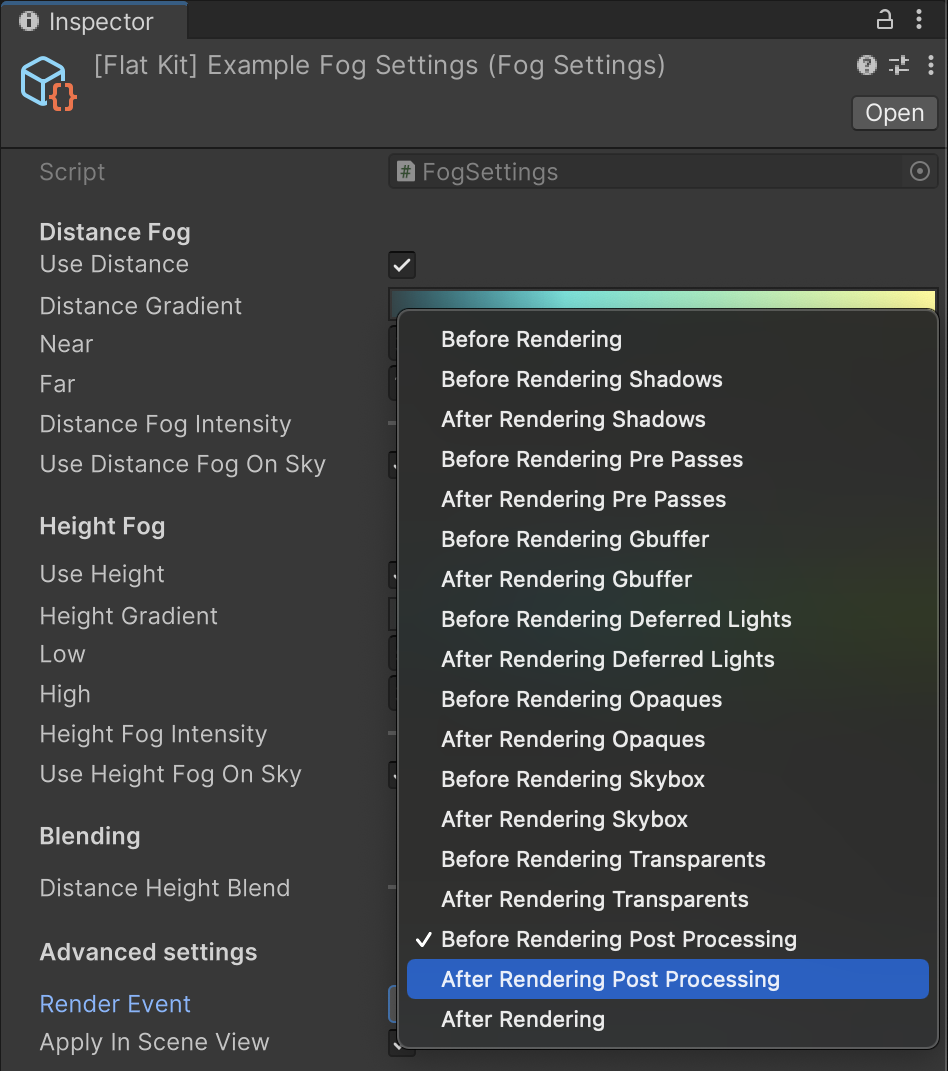 Inspector
[Flat Kit] Example Fog Settings (Fog Settings)
Open
Script
FogSettings
Distance Fog
Use Distance
Distance Gradient
Near
Far
Distance Fog Intensity
Use Distance Fog On Sky
Height Fog
Use Height
Height Gradient
Low
High
Height Fog Intensity
Use Height Fog On Sky
Blending
Distance Height Blend
Advanced settings
Render Event
Apply In Scene View
Before Rendering
Before Rendering Shadows
After Rendering Shadows
Before Rendering Pre Passes
After Rendering Pre Passes
Before Rendering Gbuffer
After Rendering Gbuffer
Before Rendering Deferred Lights
After Rendering Deferred Lights
Before Rendering Opaques
After Rendering Opaques
Before Rendering Skybox
After Rendering Skybox
Before Rendering Transparents
After Rendering Transparents
Before Rendering Post Processing
After Rendering Post Processing
After Rendering